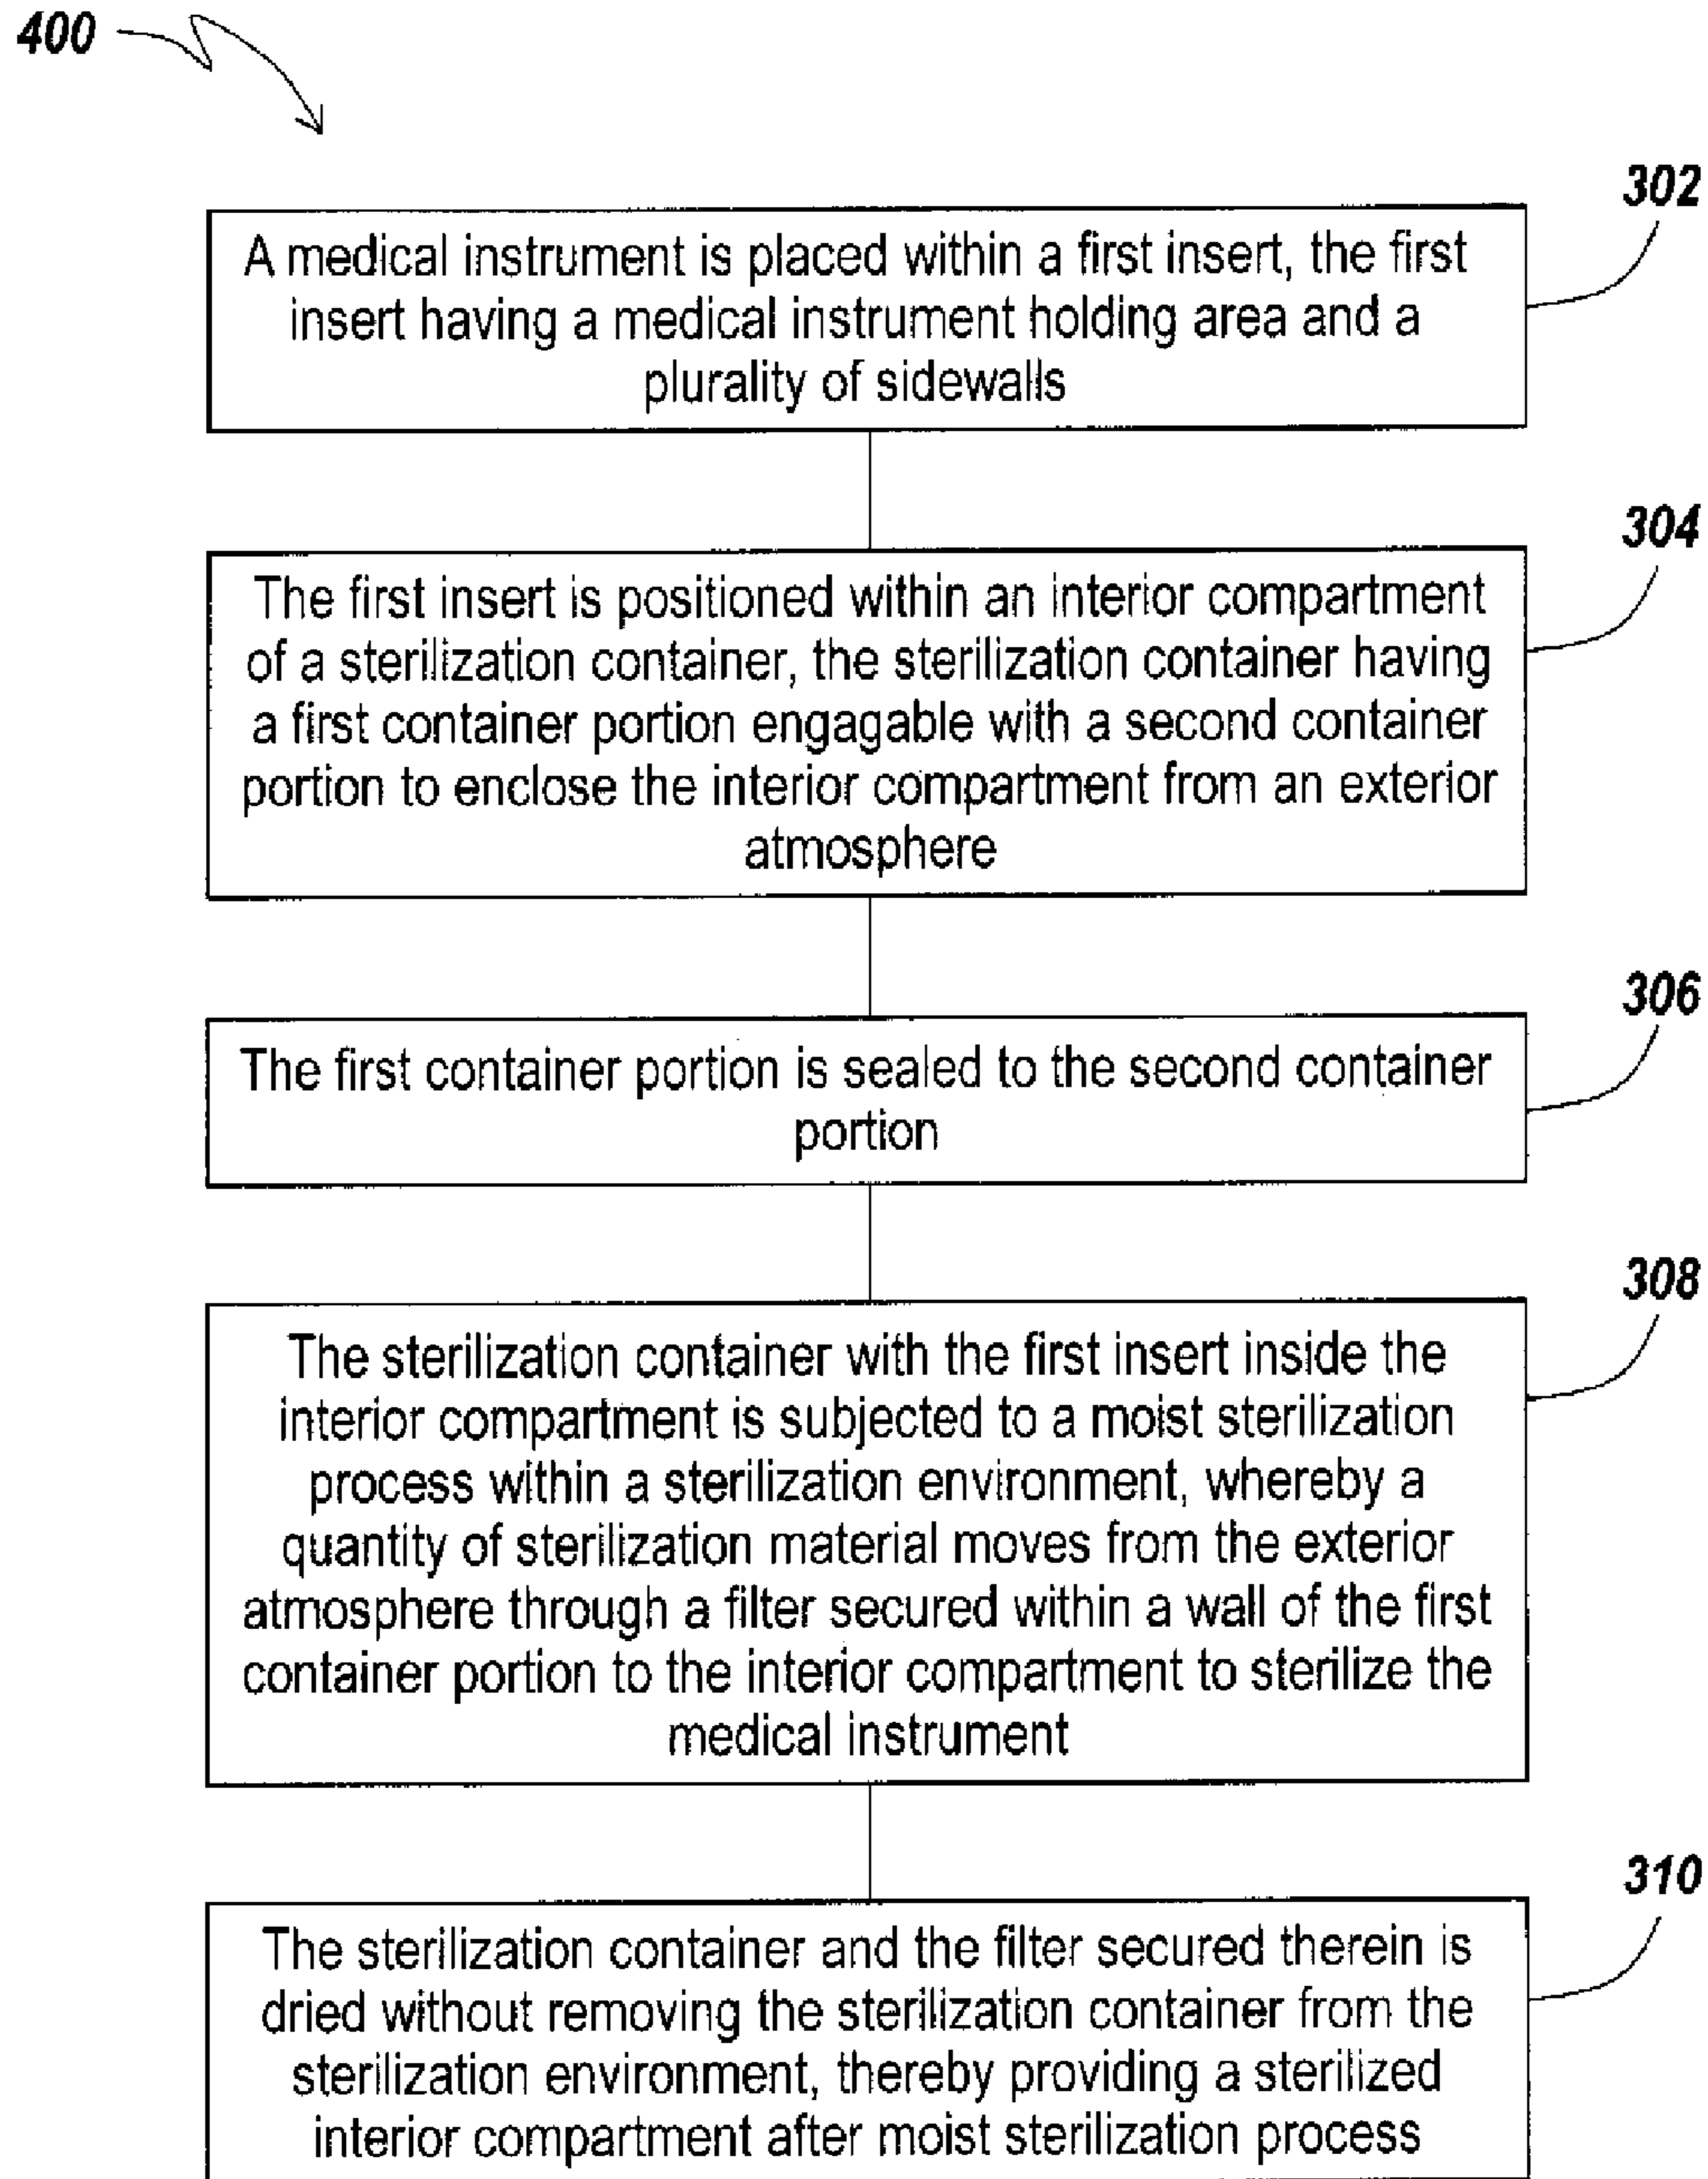 400
302
A medical instrument is placed within a first insert, the first
insert having a medical instrument holding area and a
plurality of sidewalls
304
The first insert is positioned within an interior compartment
of a sterilization container, the sterilization container having
a first container portion engagable with a second container
portion to enclose the interior compartment from an exterior
atmosphere
306
The first container portion is sealed to the second container
portion
308
The sterilization container with the first insert inside the
interior compartment is subjected to a moist sterilization
process within a sterilization environment, whereby a
quantity of sterilization material moves from the exterior
atmosphere through a filter secured within a wall of the first
container portion to the interior compartment to sterilize the
medical instrument
310
The sterilization container and the filter secured therein is
dried without removing the sterilization container from the
sterilization environment, thereby providing a sterilized
interior compartment after moist sterilization process